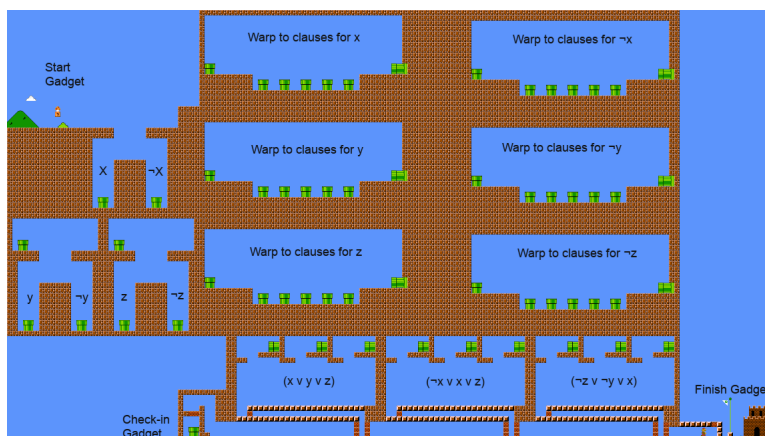 Warp to clauses for x
Warp to clauses for ¬x
Start
Gadget
Warp to clauses for y
Warp to clauses for ¬y
X
¬X
Warp to clauses for z
Warp to clauses for ¬z
y
¬y
z
¬z
(x v y v z)
(¬x v x v z)
(¬z v ¬y v x)
Finish Gadge
Check-in
Gadget